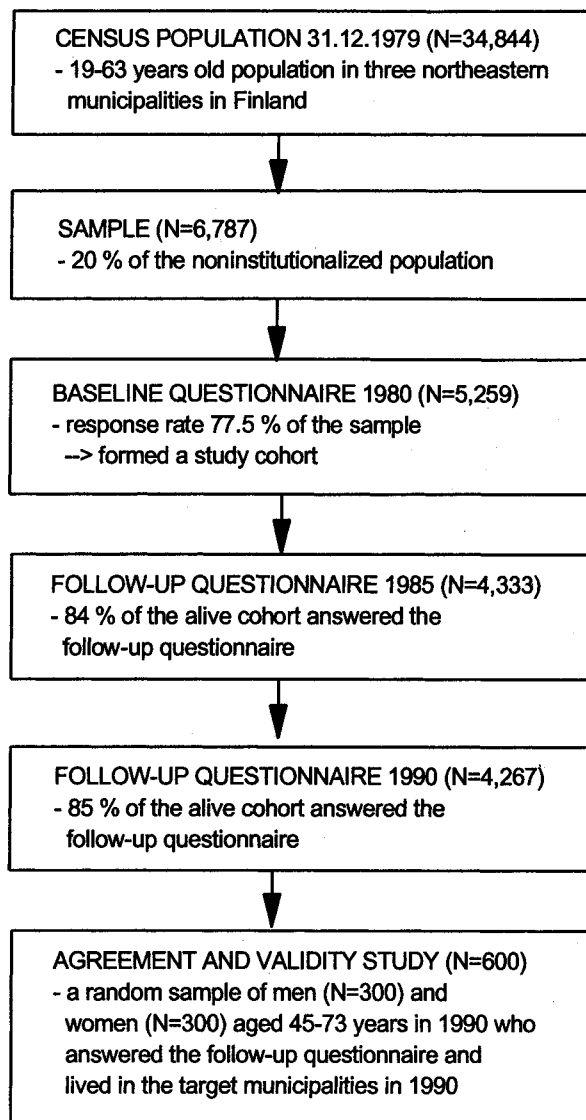 CENSUS POPULATION 31.12.1979 (N=34,844)
- 19-63 years old population in three northeastern
municipalities in Finland
SAMPLE (N=6,787)
- 20 % of the noninstitutionalized population
BASELINE QUESTIONNAIRE 1980 (N=5,259)
- response rate 77.5 % of the sample
--> formed a study cohort
FOLLOW-UP QUESTIONNAIRE 1985 (N=4,333)
- 84 % of the alive cohort answered the
follow-up questionnaire
FOLLOW-UP QUESTIONNAIRE 1990 (N=4,267)
- 85 % of the alive cohort answered the
follow-up questionnaire
AGREEMENT AND VALIDITY STUDY (N=600)
- a random sample of men (N=300) and
women (N=300) aged 45-73 years in 1990 who
answered the follow-up questionnaire and
lived in the target municipalities in 1990